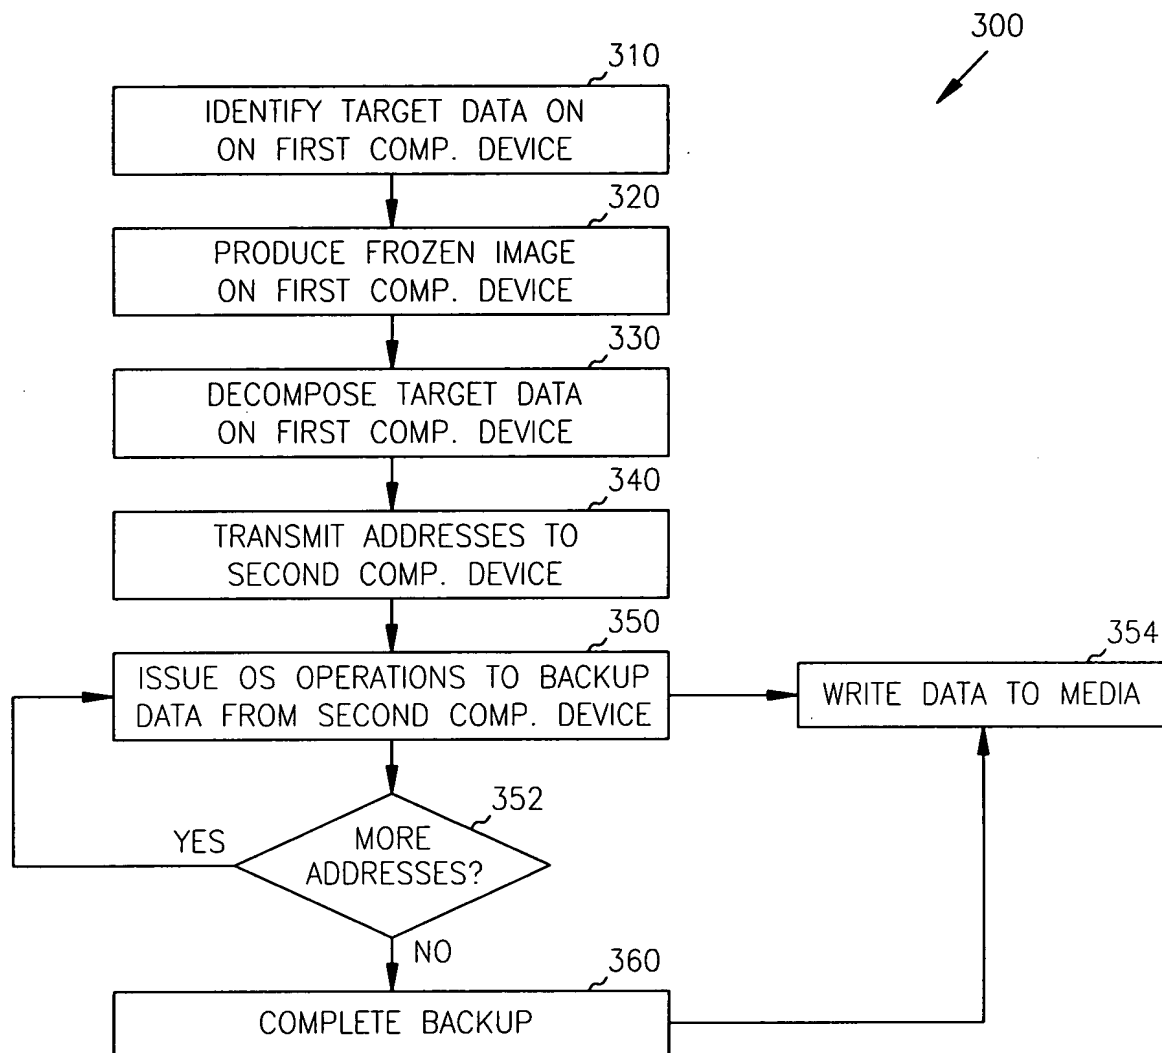 300
310
IDENTIFY TARGET DATA ON
ON FIRST COMP. DEVICE
320
PRODUCE FROZEN IMAGE
ON FIRST COMP. DEVICE
330
DECOMPOSE TARGET DATA
ON FIRST COMP. DEVICE
340
TRANSMIT ADDRESSES TO
SECOND COMP. DEVICE
350
ISSUE OS OPERATIONS TO BACKUP
DATA FROM SECOND COMP. DEVICE
354
WRITE DATA TO MEDIA
352
MORE
ADDRESSES?
YES
NO
360
COMPLETE BACKUP